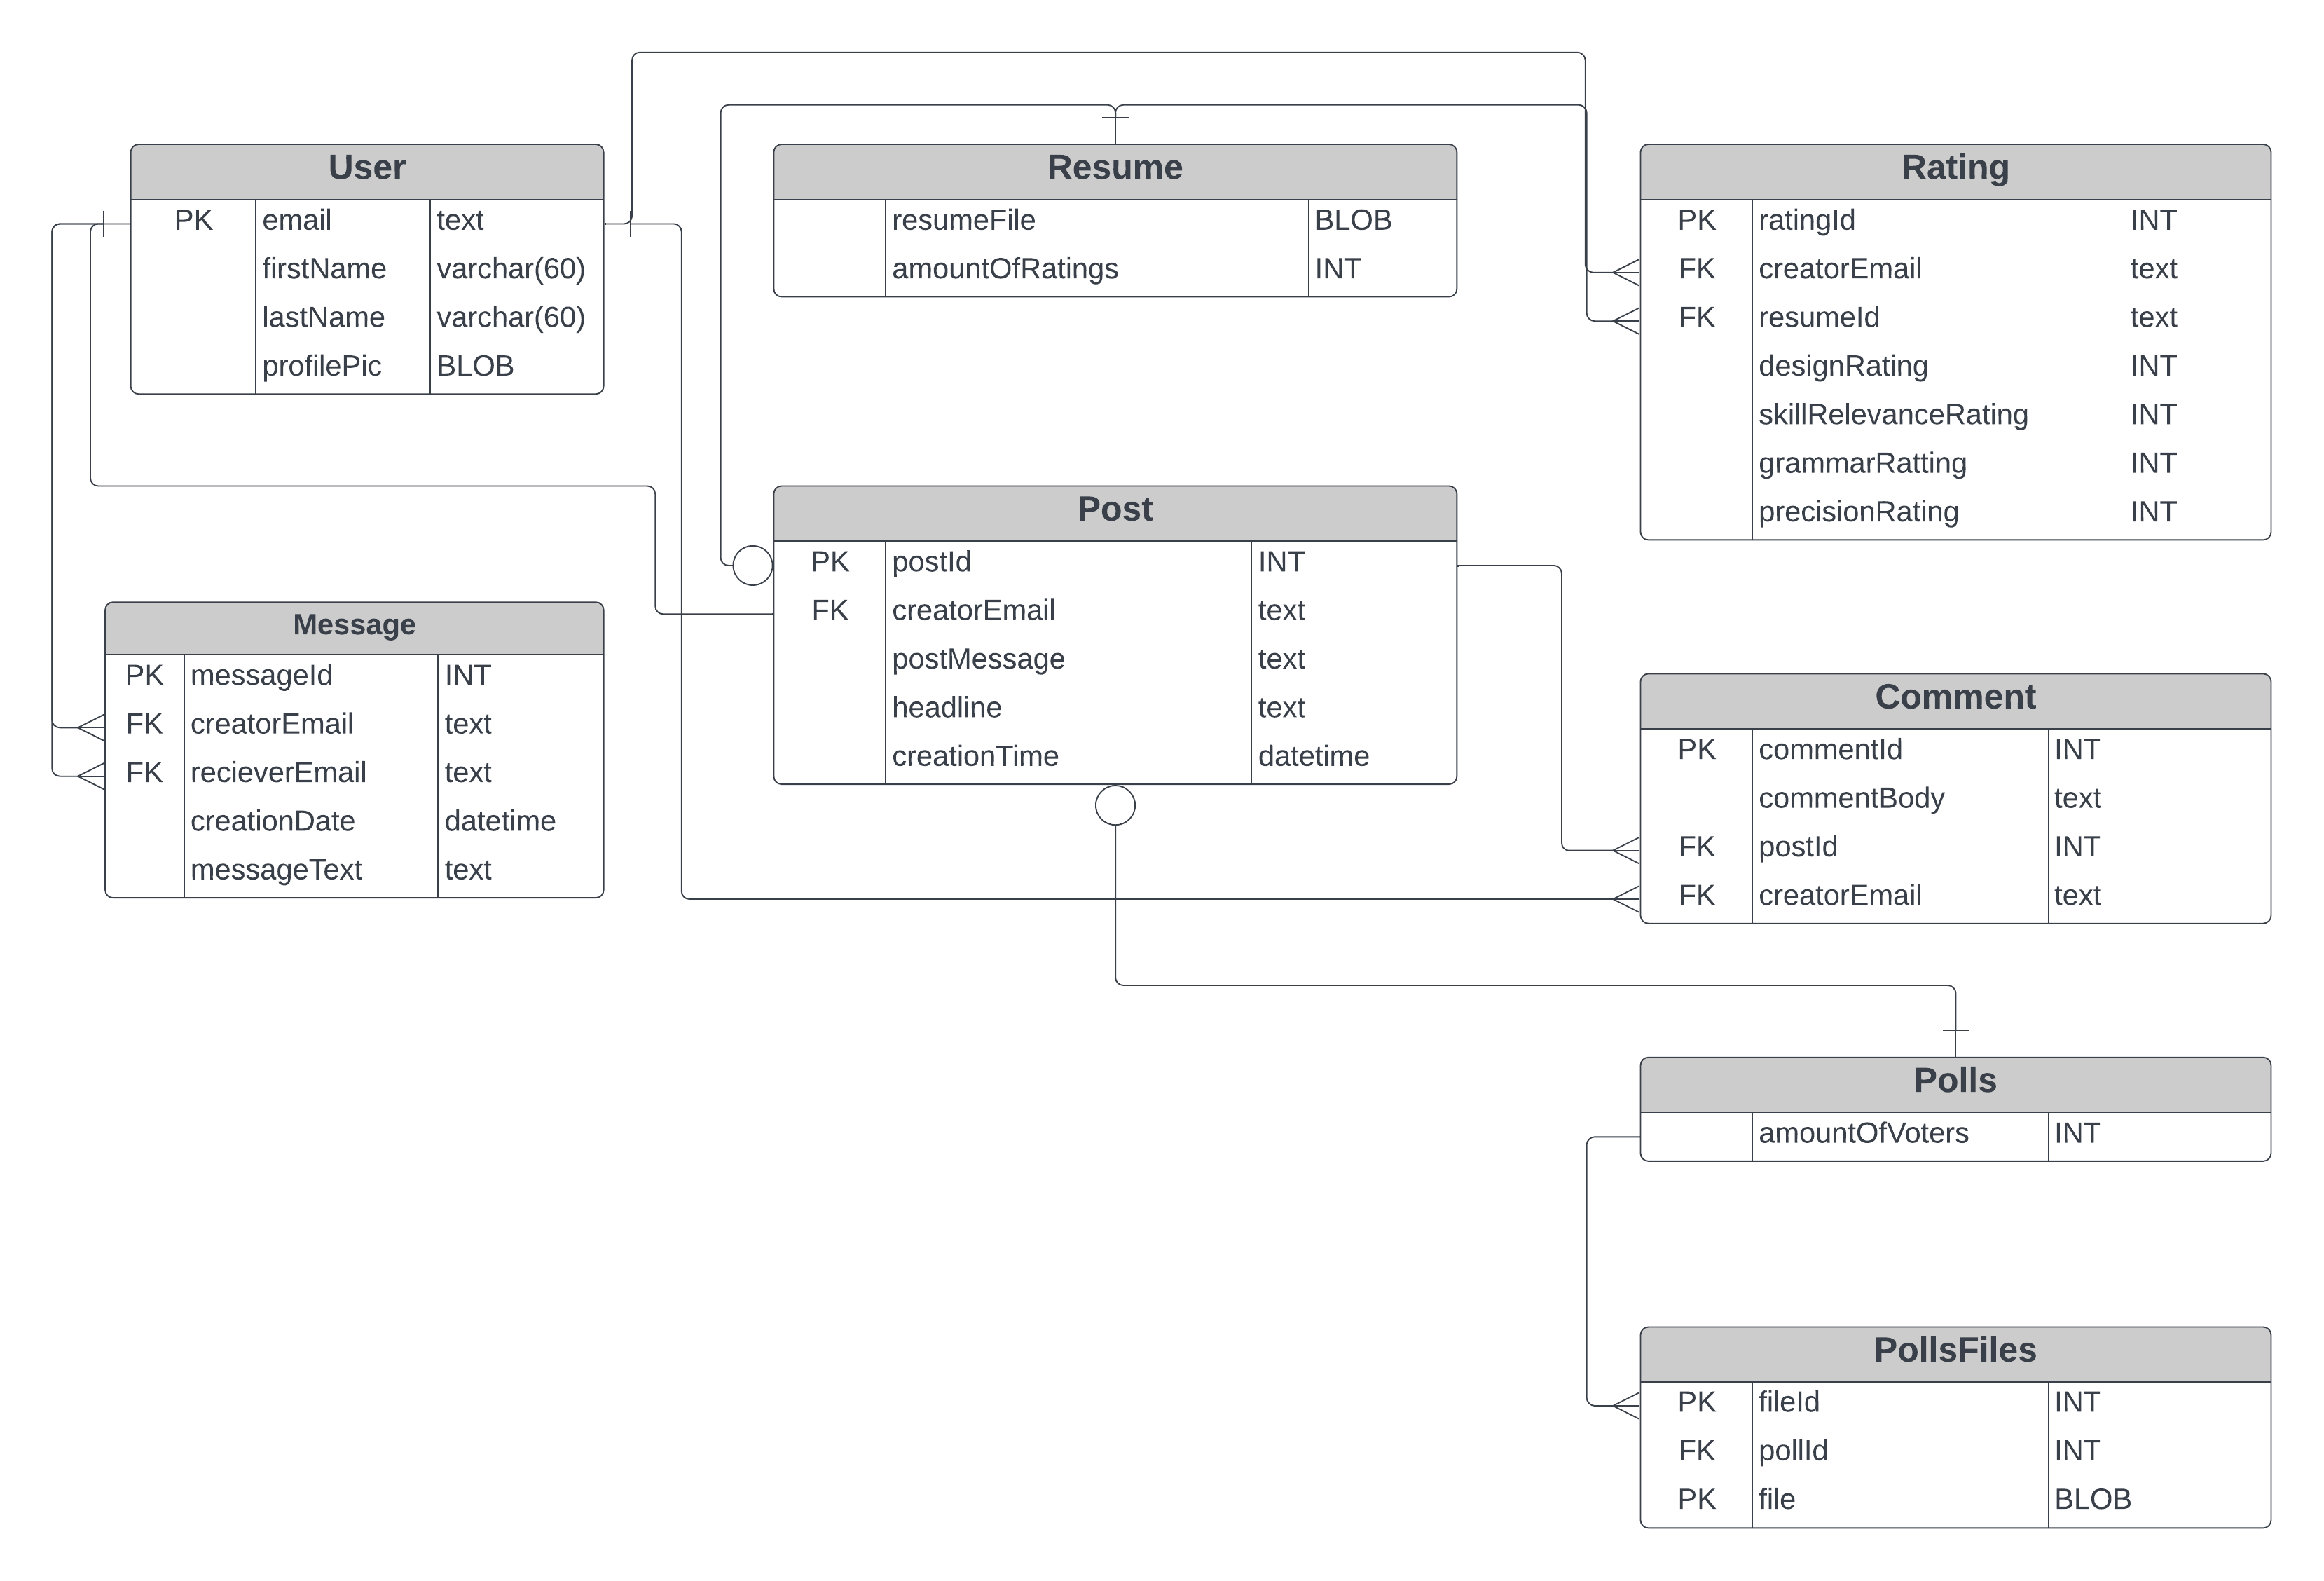 User
PK email text
firstName varchar(60)
lastName varchar(60)
profilePic BLOB
Resume
resumeFile BLOB
amountOfRatings INT
Rating
PK ratingId INT
FK creatorEmail text
FK resumeId text
designRating INT
skillRelevanceRating INT
grammarRatting INT
precisionRating INT
Message
PK messageId INT
FK creatorEmail text
FK recieverEmail text
creationDate datetime
messageText text
Post
PK postId INT
FK creatorEmail text
postMessage text
headline text
creationTime datetime
Comment
PK commentId INT
commentBody text
FK postId INT
FK creatorEmail text
Polls
amountOfVoters INT
PollsFiles
PK fileId INT
FK pollId INT
PK file BLOB